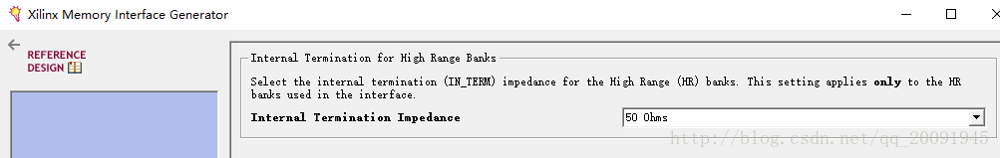 Xilinx Memory Interface Generator
REFERENCE
DESIGN
Internal Termination for High Range Banks
Select the internal termination (IN_TERM) impedance for the High Range (HR) banks. This setting applies only to the HR
banks used in the interface.
Internal Termination Impedance
50 Ohms
http://blog.csdn.net/qq_20091945